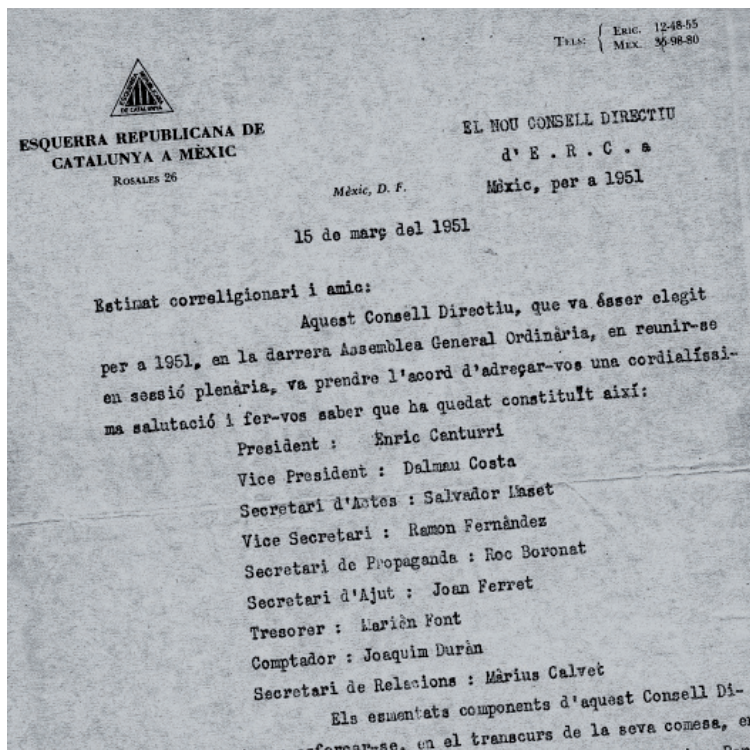 TELS: { ERIC. 12-48-55
MEX. 36-98-80
ESQUERRA REPUBLICANA DE
CATALUNYA A MÈXIC
ROSALES 26
EL NOU CONSELL DIRECTIU
d' E . R . C . a
Mèxic, D. F.
Mèxic, per a 1951
15 de març del 1951
Estimat correligionari i amic:
Aquest Consell Directiu, que va ésser elegit
per a 1951, en la darrera Assemblea General Ordinària, en reunir-se
en sessió plenària, va prendre l'acord d'adreçar-vos una cordialíssi-
ma salutació i fer-vos saber que ha quedat constituït així:
President : Enric Canturri
Vice President : Dalmau Costa
Secretari d'Actes : Salvador Maset
Vice Secretari : Ramon Fernàndez
Secretari de Propaganda : Roc Boronat
Secretari d'Ajut : Joan Ferret
Tresorer : Marièn Font
Comptador : Joaquim Duràn
Secretari de Relacions : Màrius Calvet
Els esmentats components d'aquest Consell Di-
en el transcurs de la seva comesa,